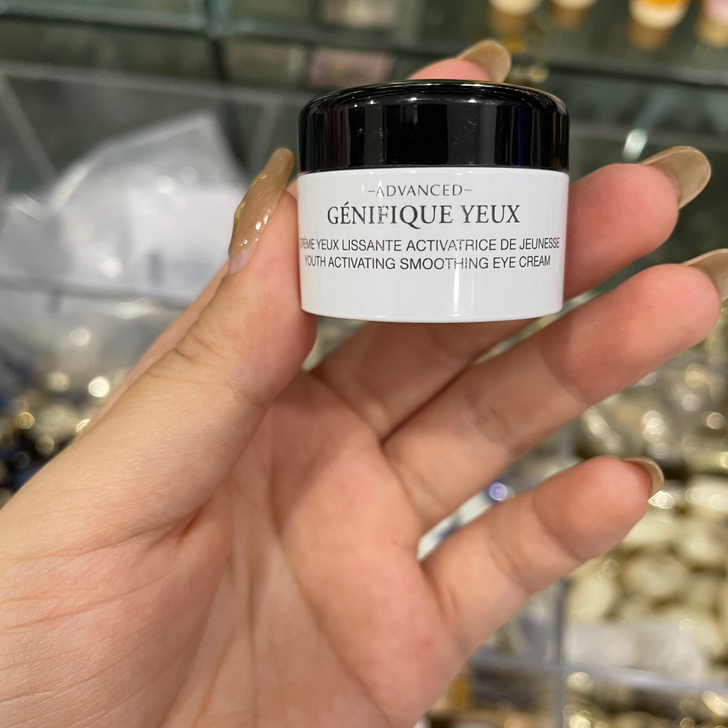 -ADVANCED-
GÉNIFIQUE YEUX
CRÈME YEUX LISSANTE ACTIVATRICE DE JEUNESSE
YOUTH ACTIVATING SMOOTHING EYE CREAM